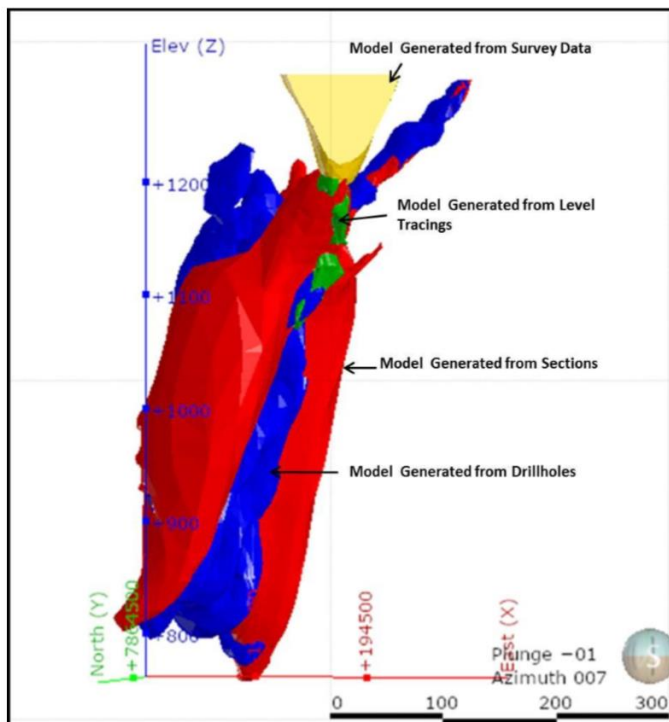 Elev (Z)
Model Generated from Survey Data
+1200
Model Generated from Level
Tracings
+1100
Model Generated from Sections
+1000
Model Generated from Drillholes
+900
+800
North (Y)
+7864500
+194500
East (X)
Plunge −01
Azimuth 007
S
0 100 200 300